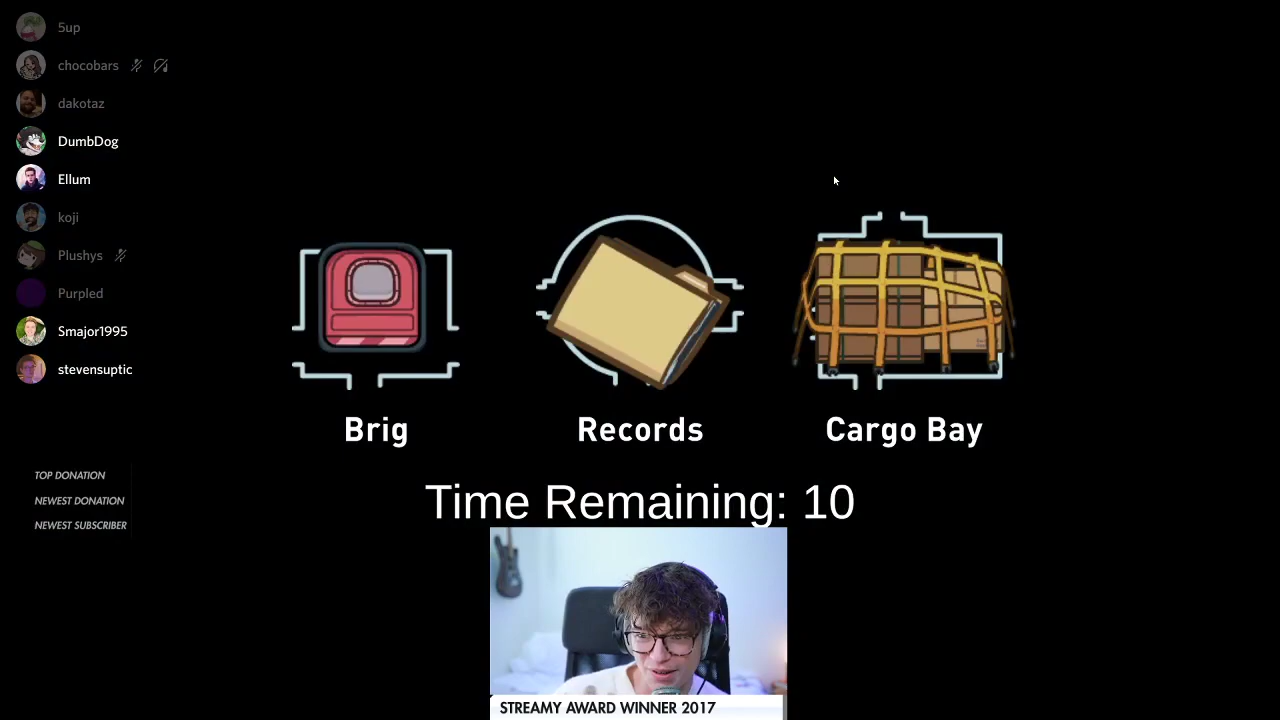 5up
chocobars
dakotaz
DumbDog
Ellum
koji
Plushys
Purpled
Smajor1995
stevensuptic
TOP DONATION
NEWEST DONATION
NEWEST SUBSCRIBER
Brig
Records
Cargo Bay
Time Remaining: 10
STREAMY AWARD WINNER 2017